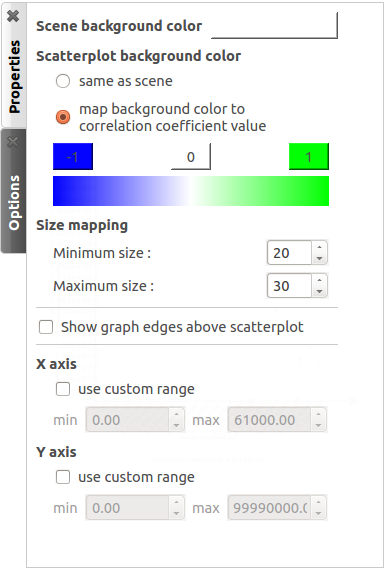 Properties
Options
Scene background color
Scatterplot background color
same as scene
map background color to
correlation coefficient value
-1 0 1
Size mapping
Minimum size : 20
Maximum size : 30
Show graph edges above scatterplot
X axis
use custom range
min 0.00 max 61000.00
Y axis
use custom range
min 0.00 max 99990000.